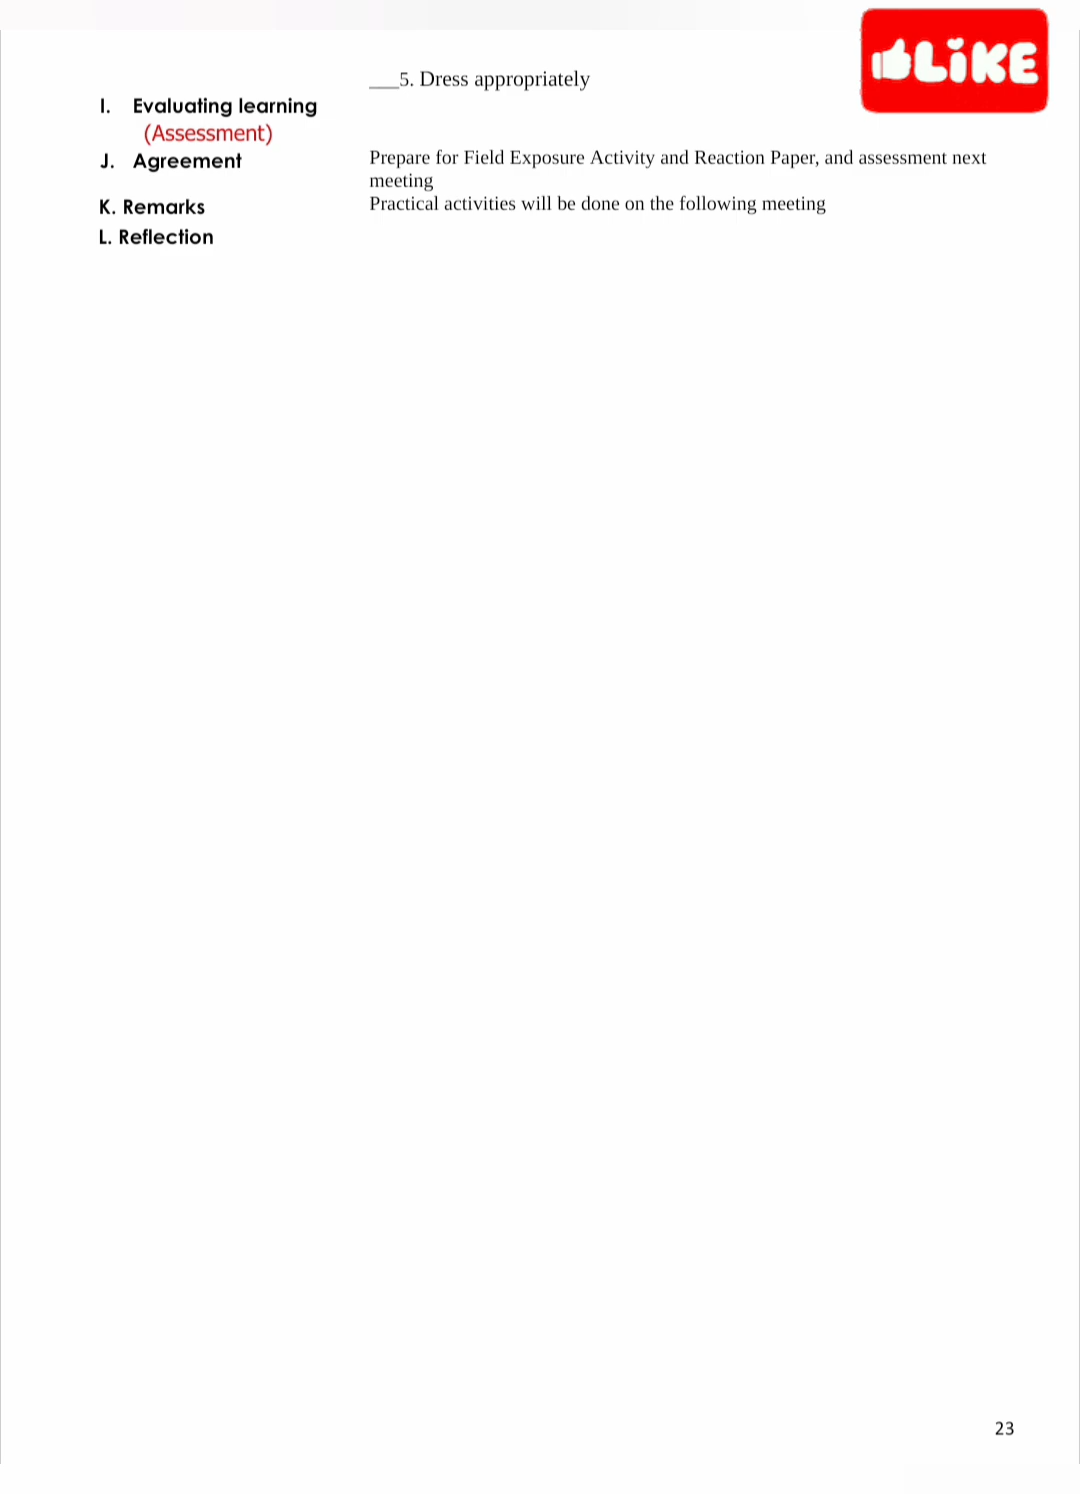 LiKE
___5. Dress appropriately
I. Evaluating learning
(Assessment)
J. Agreement
Prepare for Field Exposure Activity and Reaction Paper, and assessment next
meeting
K. Remarks
Practical activities will be done on the following meeting
L. Reflection
23